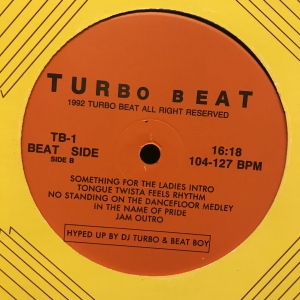 TURBO BEAT
1992 TURBO BEAT ALL RIGHT RESERVED
TB-1
BEAT SIDE
SIDE B
16:18
104-127 BPM
SOMETHING FOR THE LADIES INTRO
TONGUE TWISTA FEELS RHYTHM
NO STANDING ON THE DANCEFLOOR MEDLEY
IN THE NAME OF PRIDE
JAM OUTRO
HYPED UP BY DJ TURBO & BEAT BOY